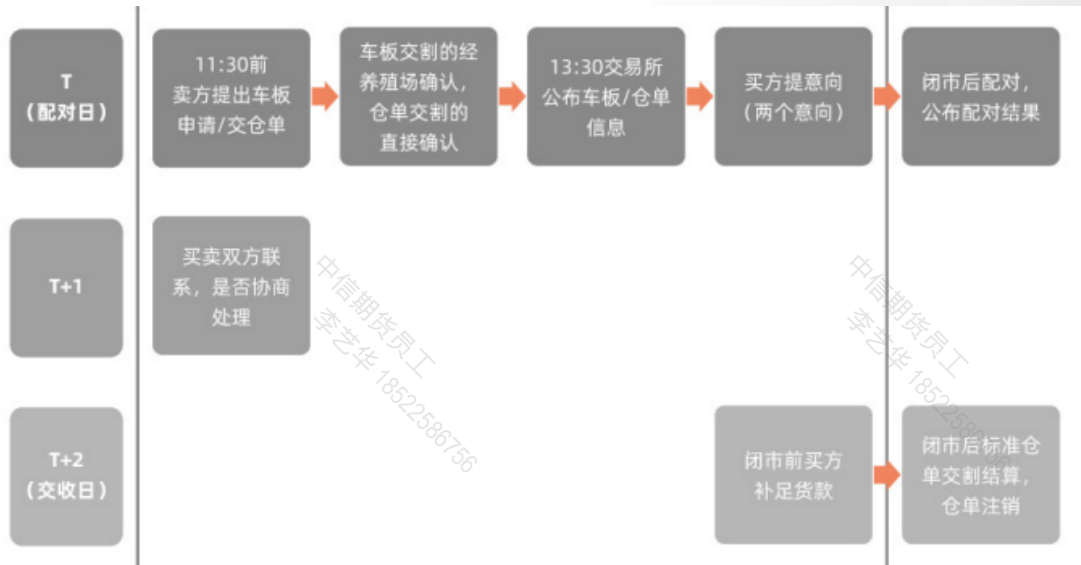 T
（配对日）
11:30前
卖方提出车板
申请/交仓单
车板交割的经
养殖场确认，
仓单交割的
直接确认
13:30交易所
公布车板/仓单
信息
买方提意向
（两个意向）
闭市后配对，
公布配对结果
T+1
买卖双方联
系，是否协商
处理
T+2
（交收日）
闭市前买方
补足货款
闭市后标准仓
单交割结算，
仓单注销
中信期货员工
李艺华 18522586756
中信期货员工
李艺华 18522586756